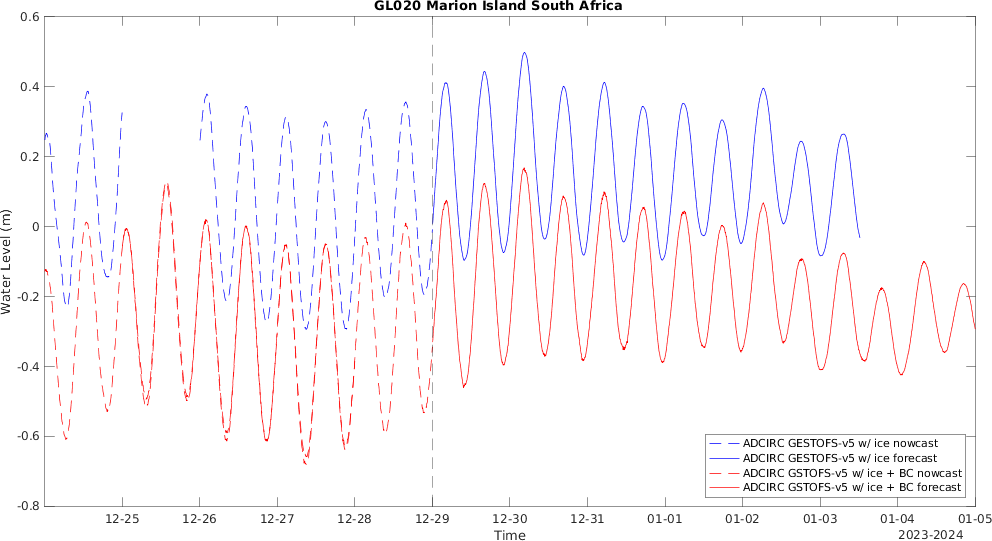 GL020 Marion Island South Africa
Water Level (m)
0.6
0.4
0.2
0
-0.2
-0.4
-0.6
-0.8
ADCIRC GESTOFS-v5 w/ ice nowcast
ADCIRC GESTOFS-v5 w/ ice forecast
ADCIRC GSTOFS-v5 w/ ice + BC nowcast
ADCIRC GSTOFS-v5 w/ ice + BC forecast
12-25 12-26 12-27 12-28 12-29 12-30 12-31 01-01 01-02 01-03 01-04 01-05
Time
2023-2024